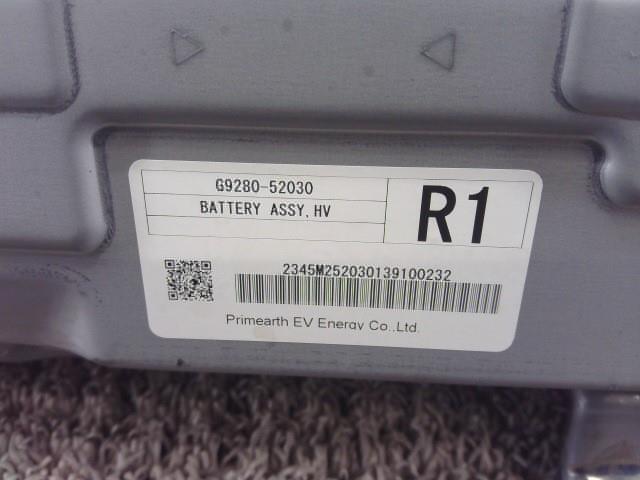 G9280-52030
BATTERY ASSY, HV
R1
2345M252030139100232
Primearth EV Energy Co.,Ltd.